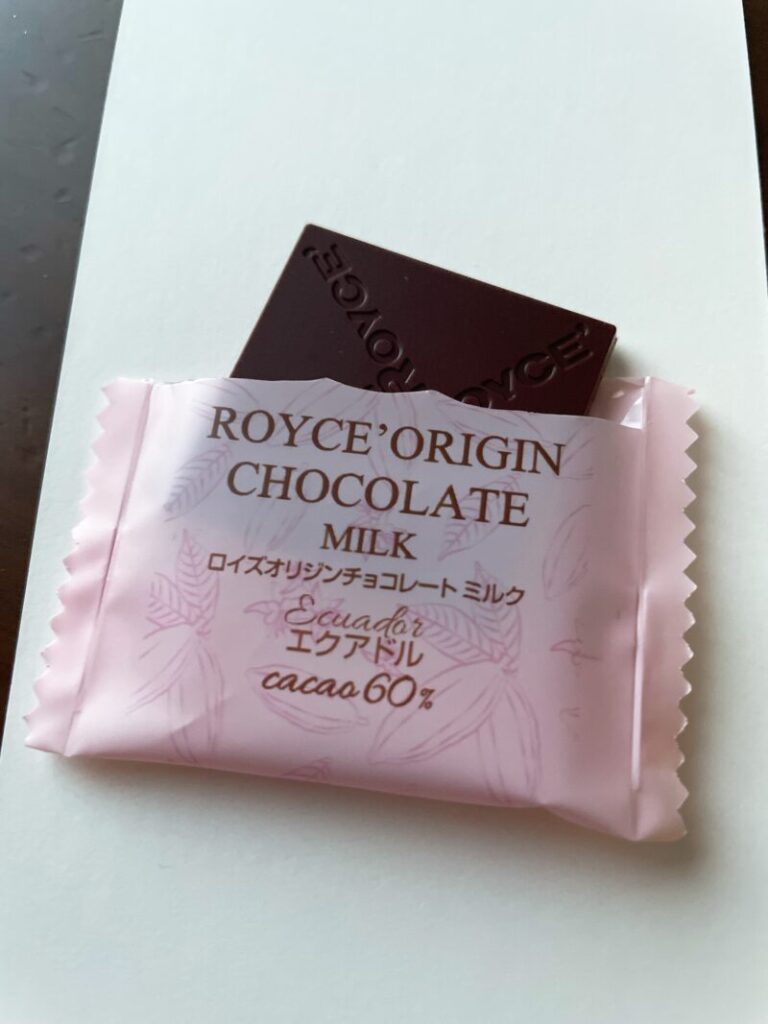 ROYCE'
ROYCE'
ROYCE'ORIGIN
CHOCOLATE
MILK
ロイズオリジンチョコレート ミルク
Ecuador
エクアドル
cacao 60%